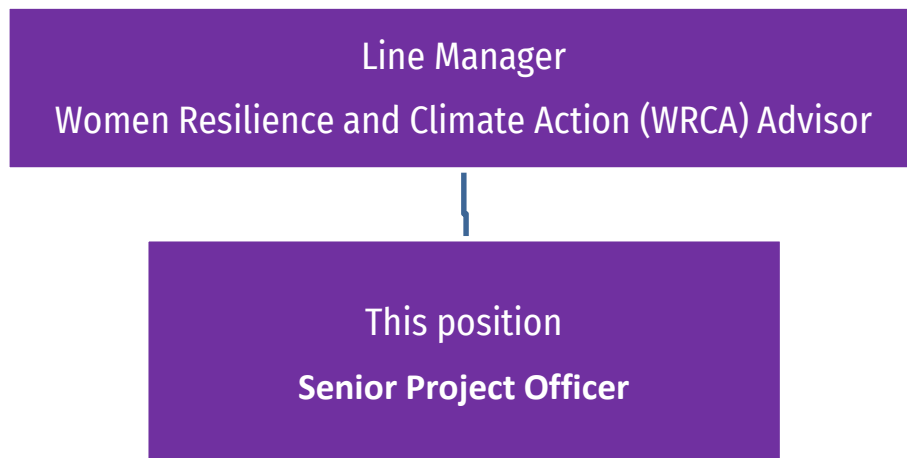 Line Manager
Women Resilience and Climate Action (WRCA) Advisor
This position
Senior Project Officer